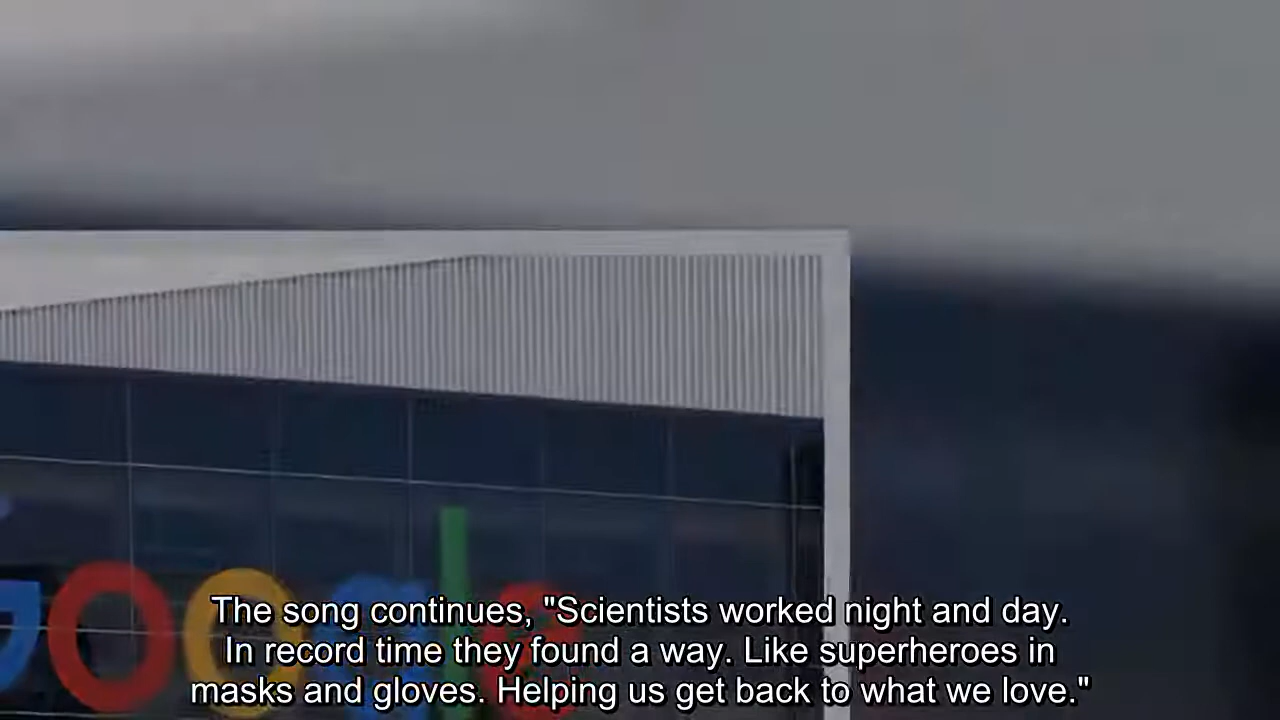 Google
The song continues, "Scientists worked night and day.
In record time they found a way. Like superheroes in
masks and gloves. Helping us get back to what we love."